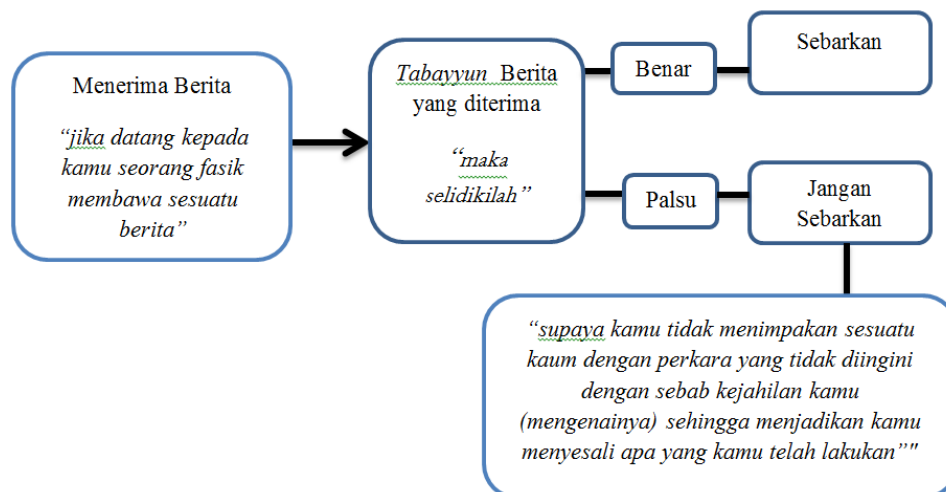 Menerima Berita
“jika datang kepada
kamu seorang fasik
membawa sesuatu
berita”
Tabayyun Berita
yang diterima
“maka
selidikilah”
Benar
Sebarkan
Palsu
Jangan
Sebarkan
“supaya kamu tidak menimpakan sesuatu
kaum dengan perkara yang tidak diingini
dengan sebab kejahilan kamu
(mengenainya) sehingga menjadikan kamu
menyesali apa yang kamu telah lakukan”"